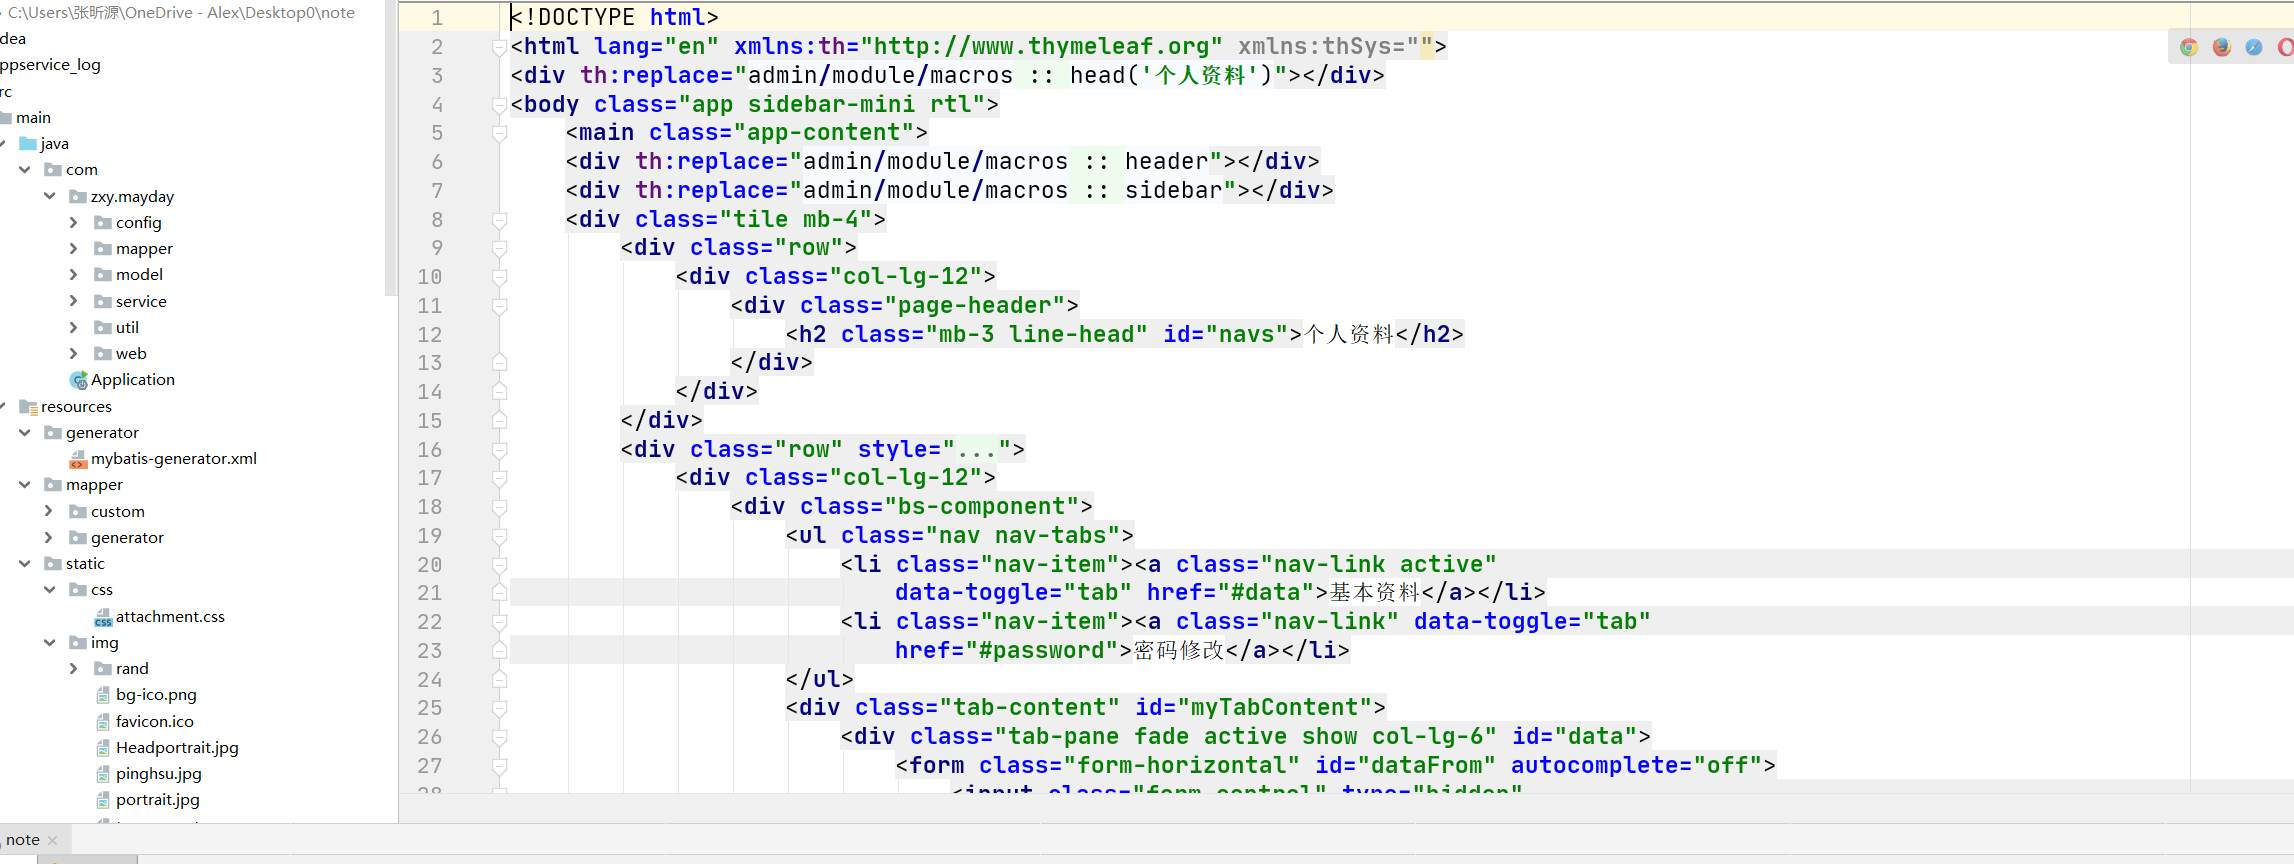 C:\Users\张昕源\OneDrive - Alex\Desktop0\note
dea
ppservice_log
rc
main
java
com
zxy.mayday
config
mapper
model
service
util
web
Application
resources
generator
mybatis-generator.xml
mapper
custom
generator
static
css
attachment.css
img
rand
bg-ico.png
favicon.ico
Headportrait.jpg
pinghsu.jpg
portrait.jpg
note
1 <!DOCTYPE html>
2 <html lang="en" xmlns:th="http://www.thymeleaf.org" xmlns:thSys="">
3 <div th:replace="admin/module/macros :: head('个人资料')"></div>
4 <body class="app sidebar-mini rtl">
5 <main class="app-content">
6 <div th:replace="admin/module/macros :: header"></div>
7 <div th:replace="admin/module/macros :: sidebar"></div>
8 <div class="tile mb-4">
9 <div class="row">
10 <div class="col-lg-12">
11 <div class="page-header">
12 <h2 class="mb-3 line-head" id="navs">个人资料</h2>
13 </div>
14 </div>
15 </div>
16 <div class="row" style="...">
17 <div class="col-lg-12">
18 <div class="bs-component">
19 <ul class="nav nav-tabs">
20 <li class="nav-item"><a class="nav-link active"
21 data-toggle="tab" href="#data">基本资料</a></li>
22 <li class="nav-item"><a class="nav-link" data-toggle="tab"
23 href="#password">密码修改</a></li>
24 </ul>
25 <div class="tab-content" id="myTabContent">
26 <div class="tab-pane fade active show col-lg-6" id="data">
27 <form class="form-horizontal" id="dataFrom" autocomplete="off">
28 <input class="form-control" type="hidden"